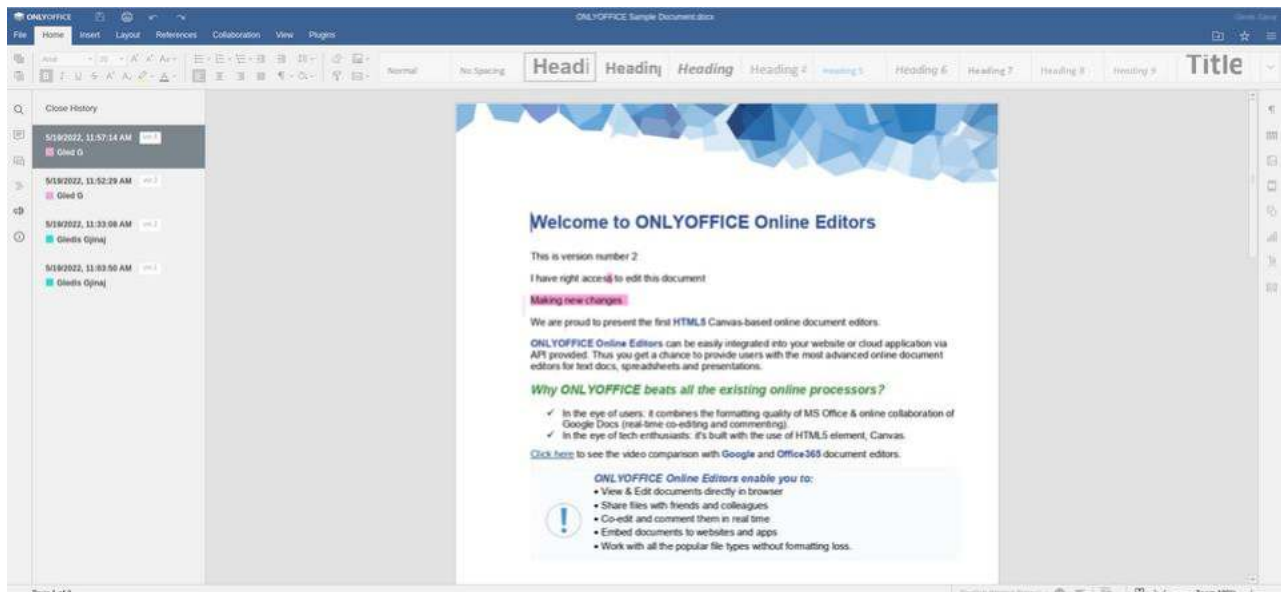 ONLYOFFICE
ONLYOFFICE Sample Document.docx
File Home Insert Layout References Collaboration View Plugins
Normal No Spacing Headi Heading Heading Heading 4 Heading 5 Heading 6 Heading 7 Heading 8 Heading 9 Title
Close History
5/19/2022, 11:57:14 AM
Gled G
5/19/2022, 11:52:29 AM
Gled G
5/19/2022, 11:33:08 AM
Gledis Gjinaj
5/19/2022, 11:03:50 AM
Gledis Gjinaj
Welcome to ONLYOFFICE Online Editors
This is version number 2
I have right access to edit this document
Making new changes
We are proud to present the first HTML5 Canvas-based online document editors.
ONLYOFFICE Online Editors can be easily integrated into your website or cloud application via
API provided. Thus you get a chance to provide users with the most advanced online document
editors for text docs, spreadsheets and presentations.
Why ONLYOFFICE beats all the existing online processors?
✓ In the eye of users: it combines the formatting quality of MS Office & online collaboration of
Google Docs (real-time co-editing and commenting).
✓ In the eye of tech enthusiasts: it's built with the use of HTML5 element, Canvas.
Click here to see the video comparison with Google and Office365 document editors.
ONLYOFFICE Online Editors enable you to:
• View & Edit documents directly in browser
• Share files with friends and colleagues
• Co-edit and comment them in real time
• Embed documents to websites and apps
• Work with all the popular file types without formatting loss.